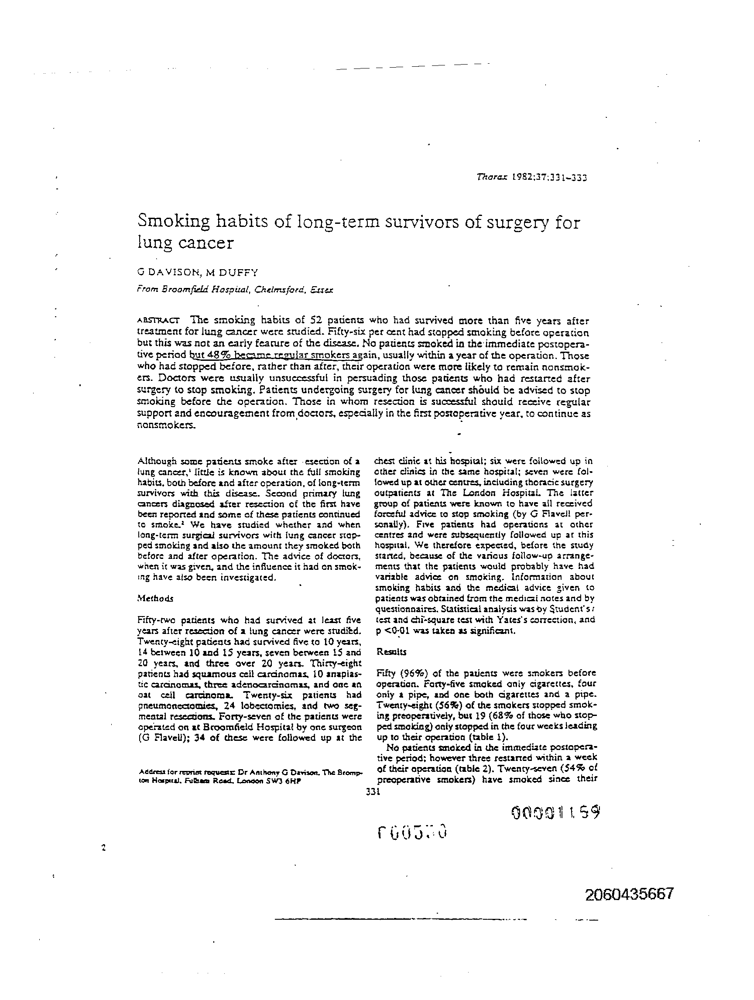 Thorax 1982;37:331-333
Smoking habits of long-term survivors of surgery for
lung cancer
G DAVISON, M DUFFY
From Broomfield Hospital, Chelmsford, Essex
ABSTRACT The smoking habits of 52 patients who had survived more than five years after
treatment for lung cancer were studied. Fifty-six per cent had stopped smoking before operation
but this was not an early feature of the disease. No patients smoked in the immediate postopera-
tive period but 48% became regular smokers again, usually within a year of the operation. Those
who had stopped before, rather than after, their operation were more likely to remain nonsmok-
ers. Doctors were usually unsuccessful in persuading those patients who had restarted after
surgery to stop smoking. Patients undergoing surgery for lung cancer should be advised to stop
smoking before the operation. Those in whom resection is successful should receive regular
support and encouragement from doctors, especially in the first postoperative year, to continue as
nonsmokers.
Although some patients smoke after esection of a
lung cancer,¹ little is known about the full smoking
habits, both before and after operation, of long-term
survivors with this disease. Second primary lung
cancers diagnosed after resection of the first have
been reported and some of these patients continued
to smoke.² We have studied whether and when
long-term surgical survivors with lung cancer stop-
ped smoking and also the amount they smoked both
before and after operation. The advice of doctors,
when it was given, and the influence it had on smok-
ing have also been investigated.
Methods
Fifty-two patients who had survived at least five
years after resection of a lung cancer were studied.
Twenty-eight patients had survived five to 10 years,
14 between 10 and 15 years, seven between 15 and
20 years, and three over 20 years. Thirty-eight
patients had squamous cell carcinomas, 10 anaplas-
tic carcinomas, three adenocarcinomas, and one an
oat cell carcinoma. Twenty-six patients had
pneumonectomies, 24 lobectomies, and two seg-
mental resections. Forty-seven of the patients were
operated on at Broomfield Hospital by one surgeon
(G Flavell); 34 of these were followed up at the
Address for reprint requests: Dr Anthony G Davison, The Bromp-
ton Hospital, Fulham Road, London SW3 6HP
chest clinic at his hospital; six were followed up in
other clinics in the same hospital; seven were fol-
lowed up at other centres, including thoracic surgery
outpatients at The London Hospital. The latter
group of patients were known to have all received
forceful advice to stop smoking (by G Flavell per-
sonally). Five patients had operations at other
centres and were subsequently followed up at this
hospital. We therefore expected, before the study
started, because of the various follow-up arrange-
ments that the patients would probably have had
variable advice on smoking. Information about
smoking habits and the medical advice given to
patients was obtained from the medical notes and by
questionnaires. Statistical analysis was by Student's t
test and chi-square test with Yates's correction, and
p <0·01 was taken as significant.
Results
Fifty (96%) of the patients were smokers before
operation. Forty-five smoked only cigarettes, four
only a pipe, and one both cigarettes and a pipe.
Twenty-eight (56%) of the smokers stopped smok-
ing preoperatively, but 19 (68% of those who stop-
ped smoking) only stopped in the four weeks leading
up to their operation (table 1).
No patients smoked in the immediate postopera-
tive period; however three restarted within a week
of their operation (table 2). Twenty-seven (54% of
preoperative smokers) have smoked since their
331
00001159
2
2060435667